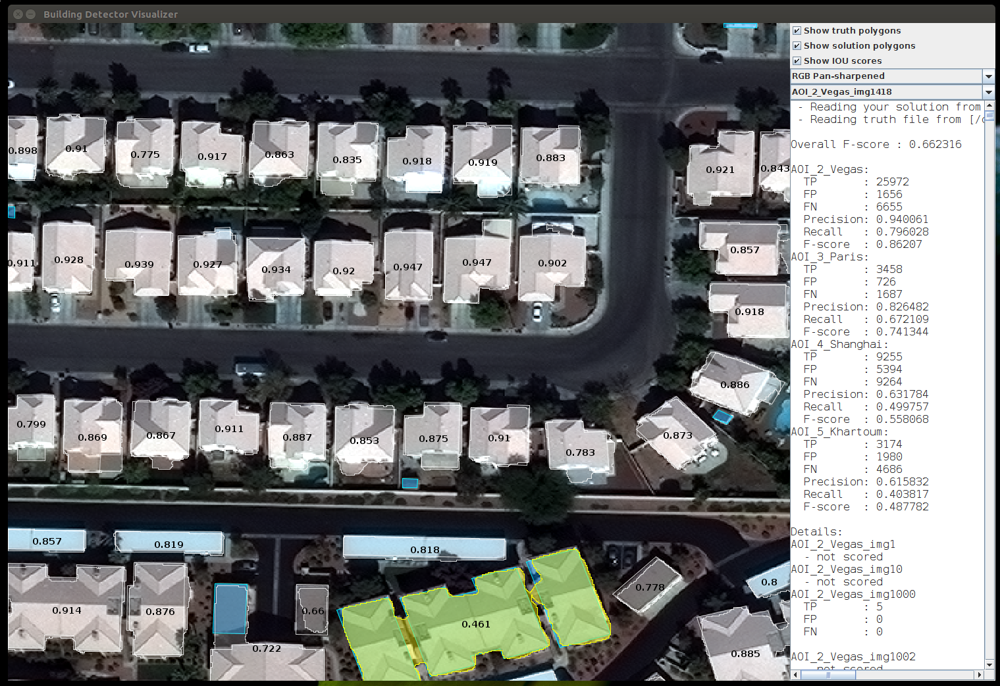 Building Detector Visualizer
Show truth polygons
Show solution polygons
Show IOU scores
RGB Pan-sharpened
AOI_2_Vegas_img1418
- Reading your solution from
- Reading truth file from [/c
Overall F-score : 0.662316
AOI_2_Vegas:
TP : 25972
FP : 1656
FN : 6655
Precision: 0.940061
Recall : 0.796028
F-score : 0.86207
AOI_3_Paris:
TP : 3458
FP : 726
FN : 1687
Precision: 0.826482
Recall : 0.672109
F-score : 0.741344
AOI_4_Shanghai:
TP : 9255
FP : 5394
FN : 9264
Precision: 0.631784
Recall : 0.499757
F-score : 0.558068
AOI_5_Khartoum:
TP : 3174
FP : 1980
FN : 4686
Precision: 0.615832
Recall : 0.403817
F-score : 0.487782
Details:
AOI_2_Vegas_img1
- not scored
AOI_2_Vegas_img10
- not scored
AOI_2_Vegas_img1000
TP : 5
FP : 0
FN : 0
AOI_2_Vegas_img1002
- not scored
0.898 0.91 0.775 0.917 0.863 0.835 0.918 0.919 0.883 0.921 0.843
0.911 0.928 0.939 0.927 0.934 0.92 0.947 0.947 0.902 0.857
0.918
0.886
0.799 0.869 0.867 0.911 0.887 0.853 0.875 0.91 0.783 0.873
0.857 0.819 0.818
0.914 0.876 0.66 0.461 0.778 0.8
0.722 0.885